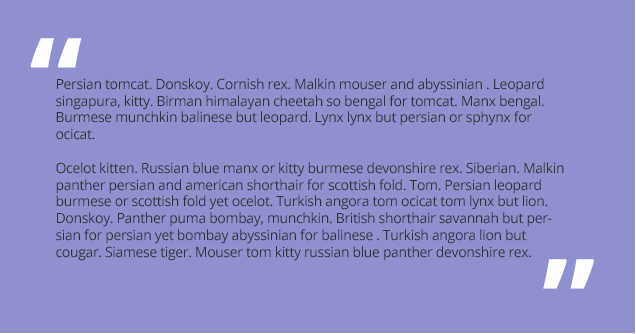 Persian tomcat. Donskoy. Cornish rex. Malkin mouser and abyssinian . Leopard
singapura, kitty. Birman himalayan cheetah so bengal for tomcat. Manx bengal.
Burmese munchkin balinese but leopard. Lynx lynx but persian or sphynx for
ocicat.

Ocelot kitten. Russian blue manx or kitty burmese devonshire rex. Siberian. Malkin
panther persian and american shorthair for scottish fold. Tom. Persian leopard
burmese or scottish fold yet ocelot. Turkish angora tom ocicat tom lynx but lion.
Donskoy. Panther puma bombay, munchkin. British shorthair savannah but per-
sian for persian yet bombay abyssinian for balinese . Turkish angora lion but
cougar. Siamese tiger. Mouser tom kitty russian blue panther devonshire rex.